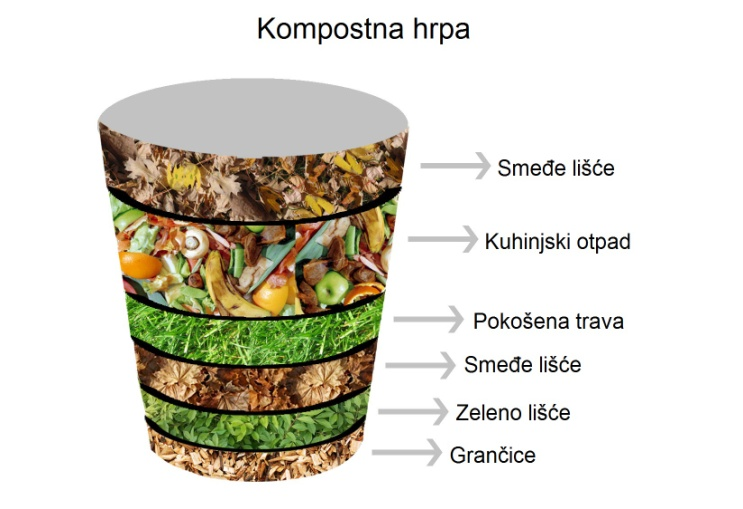 Kompostna hrpa
Smeđe lišće
Kuhinjski otpad
Pokošena trava
Smeđe lišće
Zeleno lišće
Grančice